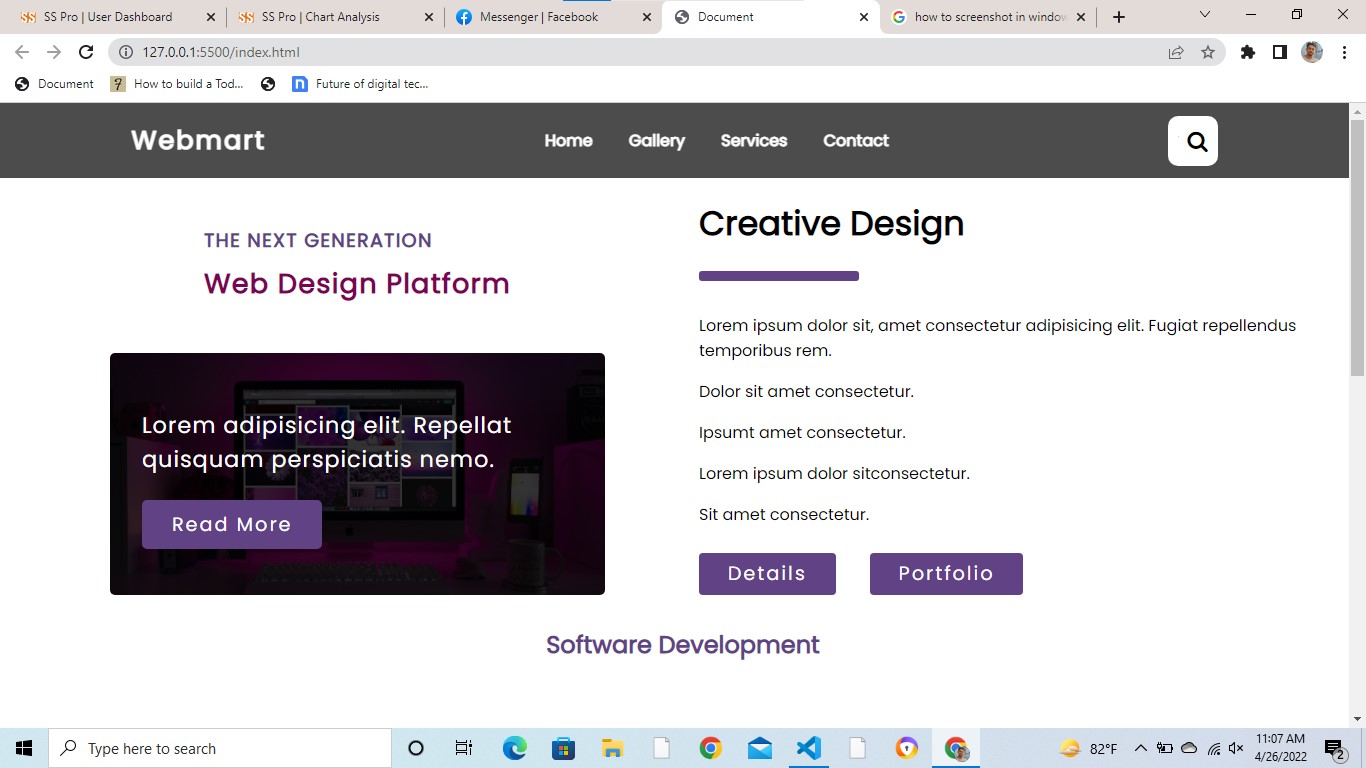 SS Pro | User Dashboard
SS Pro | Chart Analysis
Messenger | Facebook
Document
how to screenshot in window
127.0.0.1:5500/index.html
Document
How to build a Tod...
Future of digital tec...
Webmart
Home
Gallery
Services
Contact
THE NEXT GENERATION
Web Design Platform
Lorem adipisicing elit. Repellat
quisquam perspiciatis nemo.
Read More
Creative Design
Lorem ipsum dolor sit, amet consectetur adipisicing elit. Fugiat repellendus
temporibus rem.
Dolor sit amet consectetur.
Ipsumt amet consectetur.
Lorem ipsum dolor sitconsectetur.
Sit amet consectetur.
Details
Portfolio
Software Development
Type here to search
82°F
11:07 AM
4/26/2022
2